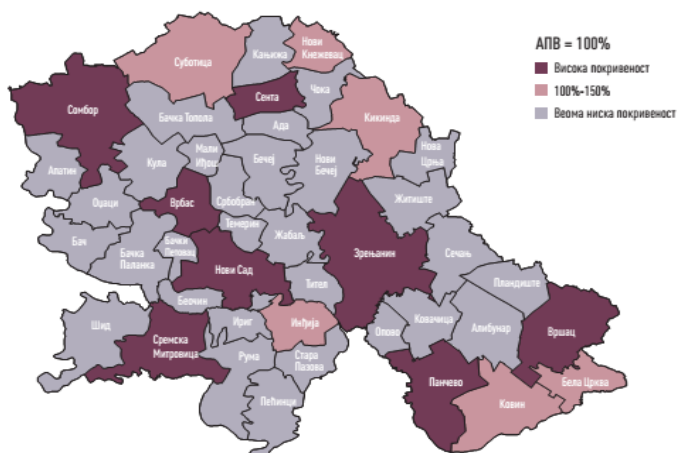 АПВ = 100%
Висока покривеност
100%-150%
Веома ниска покривеност
Суботица
Кањижа
Нови
Кнежевац
Сомбор
Сента
Чока
Бачка Топола
Ада
Кикинда
Апатин
Кула
Мали
Иђош
Бечеј
Нови
Бечеј
Нова
Црња
Оџаци
Врбас
Србобран
Житиште
Темерин
Жабаљ
Бач
Бачка
Паланка
Бачки
Петровац
Зрењанин
Сечањ
Нови Сад
Тител
Пландиште
Беочин
Шид
Сремска
Митровица
Ириг
Инђија
Опово
Ковачица
Алибунар
Вршац
Рума
Стара
Пазова
Панчево
Бела Црква
Пећинци
Ковин